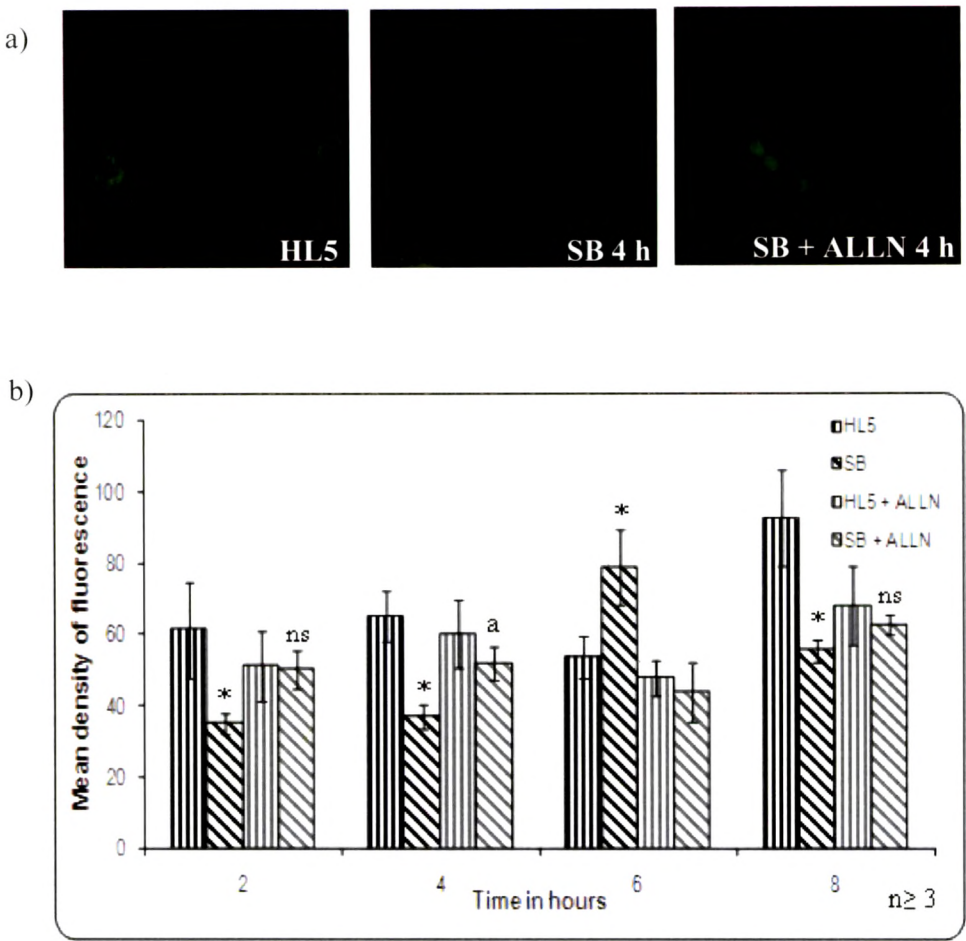 a)
HL5
SB 4 h
SB + ALLN 4 h
b)
Mean density of fluorescence
120
100
80
60
40
20
0
*
ns
*
a
*
*
ns
HL5
SB
HL5 + ALLN
SB + ALLN
2
4
6
8
Time in hours
n≥ 3